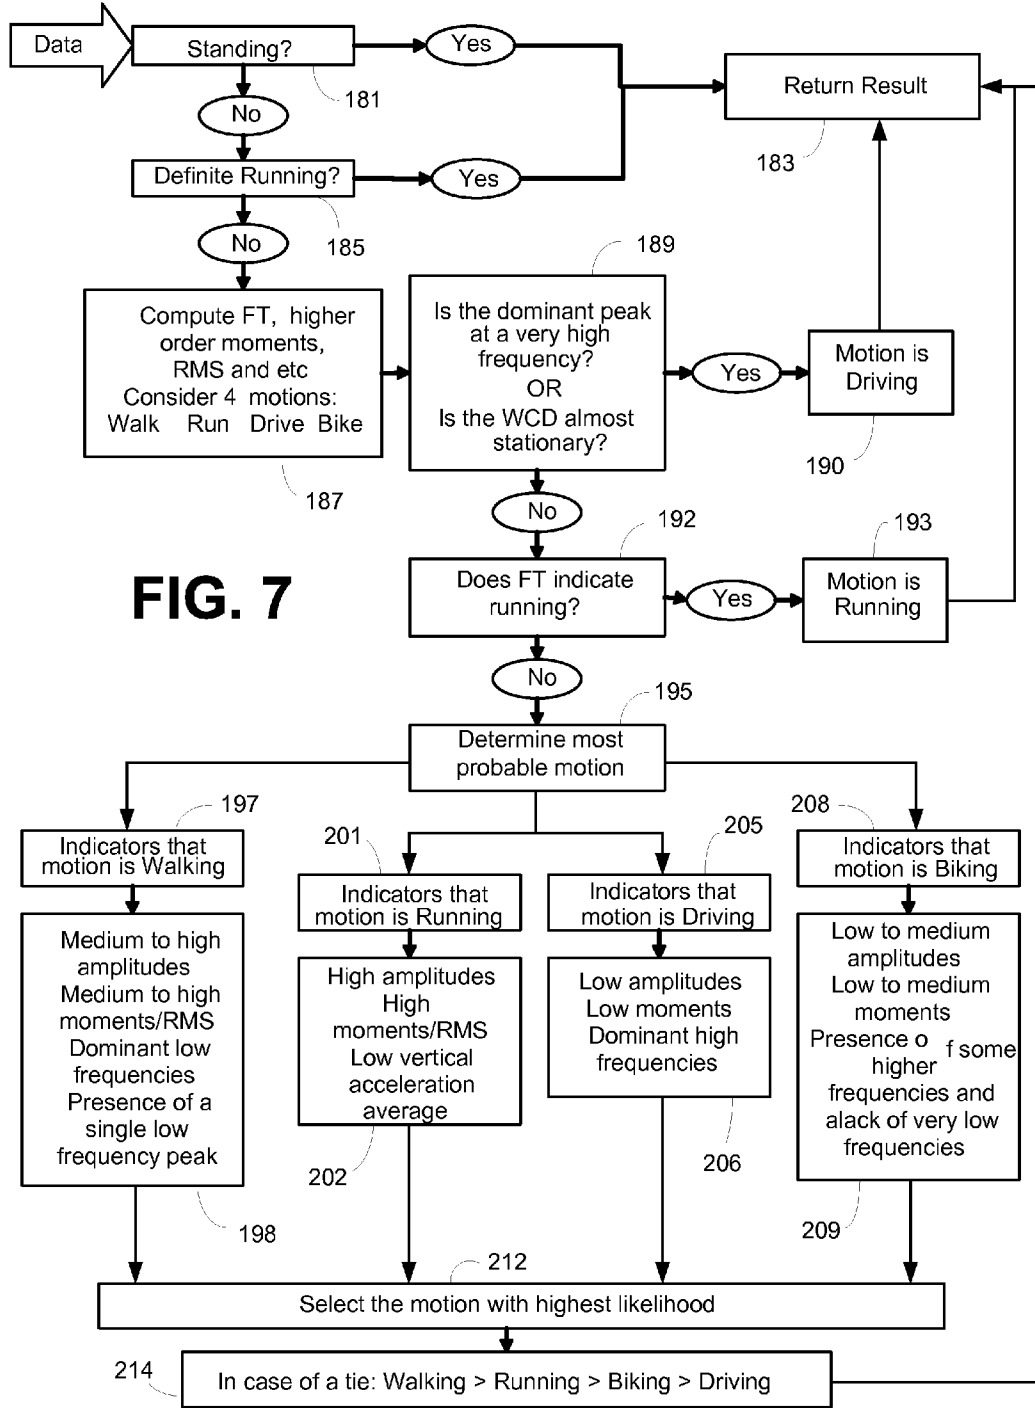 Data
Standing?
Yes
181
No
Return Result
183
Definite Running?
Yes
185
No
189
Compute FT, higher
order moments,
RMS and etc
Consider 4 motions:
Walk Run Drive Bike
187
Is the dominant peak
at a very high
frequency?
OR
Is the WCD almost
stationary?
Yes
Motion is
Driving
190
No
192
193
Does FT indicate
running?
Yes
Motion is
Running
FIG. 7
No
195
Determine most
probable motion
197
Indicators that
motion is Walking
201
Indicators that
motion is Running
205
Indicators that
motion is Driving
208
Indicators that
motion is Biking
Medium to high
amplitudes
Medium to high
moments/RMS
Dominant low
frequencies
Presence of a
single low
frequency peak
198
High amplitudes
High
moments/RMS
Low vertical
acceleration
average
202
Low amplitudes
Low moments
Dominant high
frequencies
206
Low to medium
amplitudes
Low to medium
moments
Presence o f some
higher
frequencies and
alack of very low
frequencies
209
212
Select the motion with highest likelihood
214
In case of a tie: Walking > Running > Biking > Driving